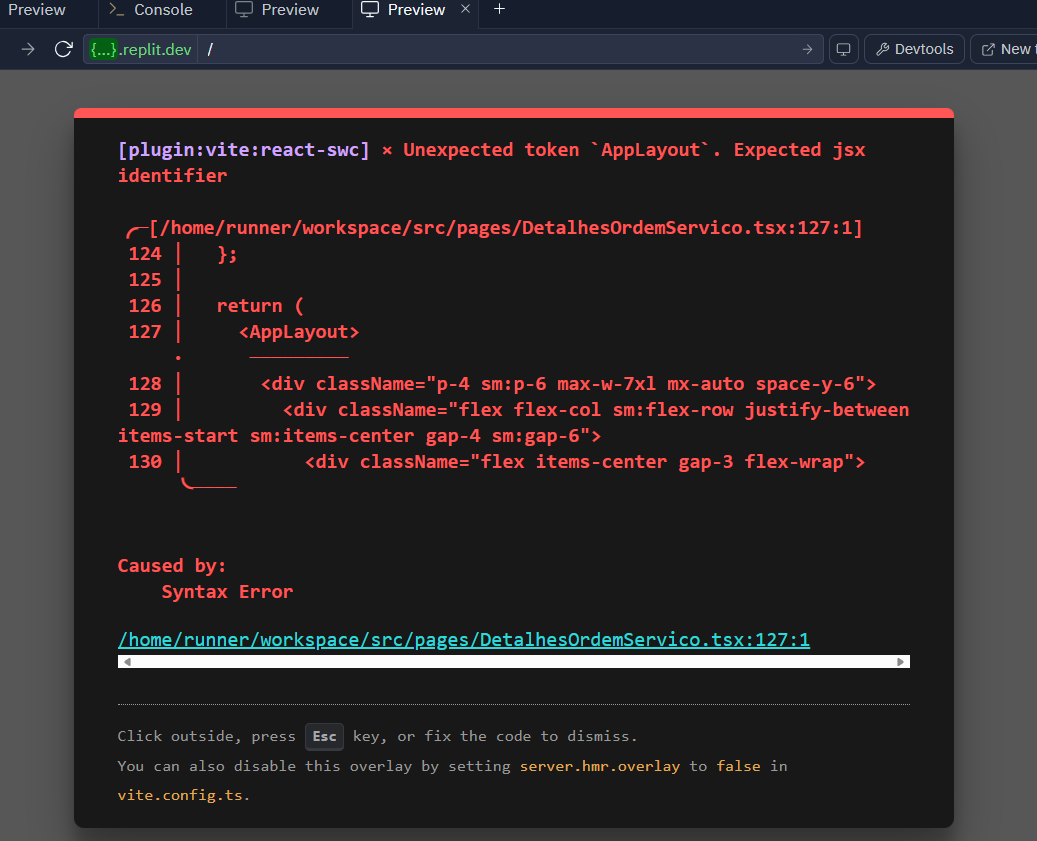 Preview Console Preview Preview × +
{...}.replit.dev / Devtools New
[plugin:vite:react-swc] × Unexpected token `AppLayout`. Expected jsx
identifier
╭─[/home/runner/workspace/src/pages/DetalhesOrdemServico.tsx:127:1]
124 │   };
125 │
126 │   return (
127 │     <AppLayout>
·      ─────────
128 │       <div className="p-4 sm:p-6 max-w-7xl mx-auto space-y-6">
129 │         <div className="flex flex-col sm:flex-row justify-between
items-start sm:items-center gap-4 sm:gap-6">
130 │           <div className="flex items-center gap-3 flex-wrap">
╰────
Caused by:
Syntax Error
/home/runner/workspace/src/pages/DetalhesOrdemServico.tsx:127:1
Click outside, press Esc key, or fix the code to dismiss.
You can also disable this overlay by setting server.hmr.overlay to false in
vite.config.ts.